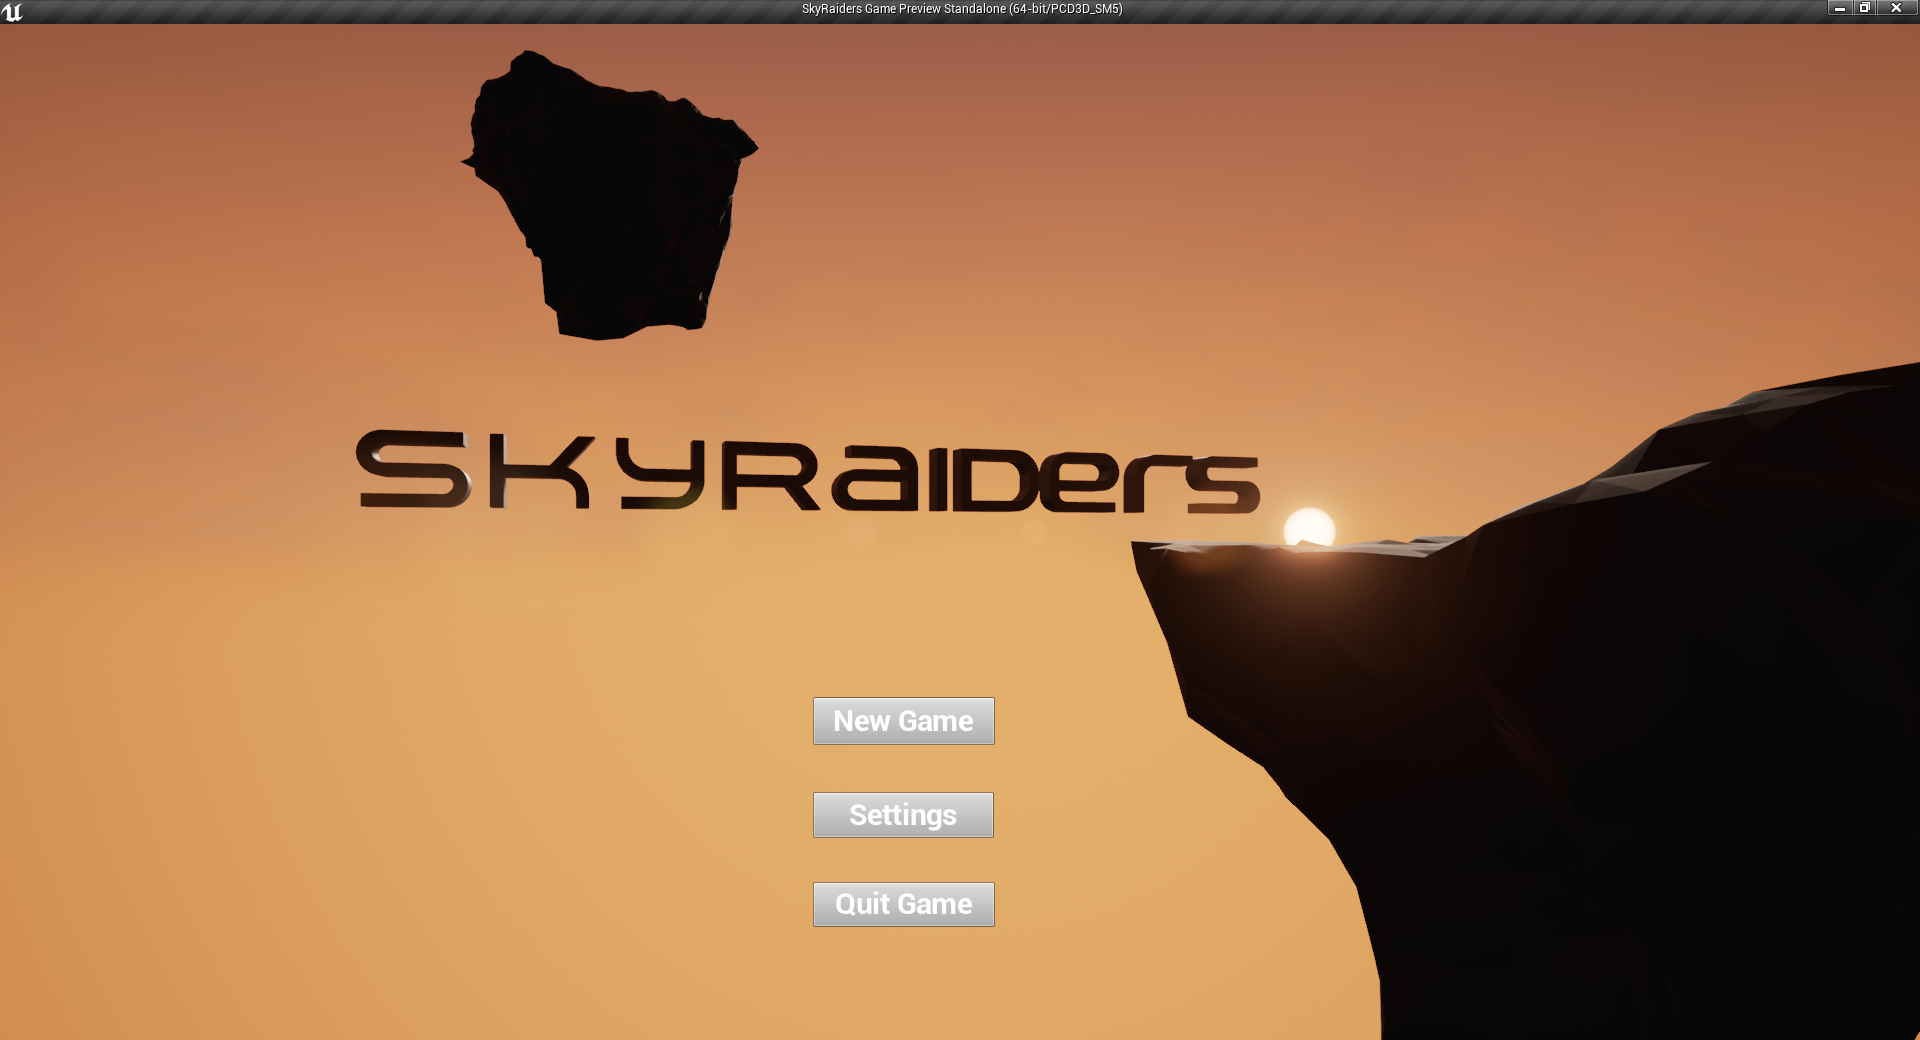 SkyRaiders Game Preview Standalone (64-bit/PCD3D_SM5)
SkyRaiders
New Game
Settings
Quit Game